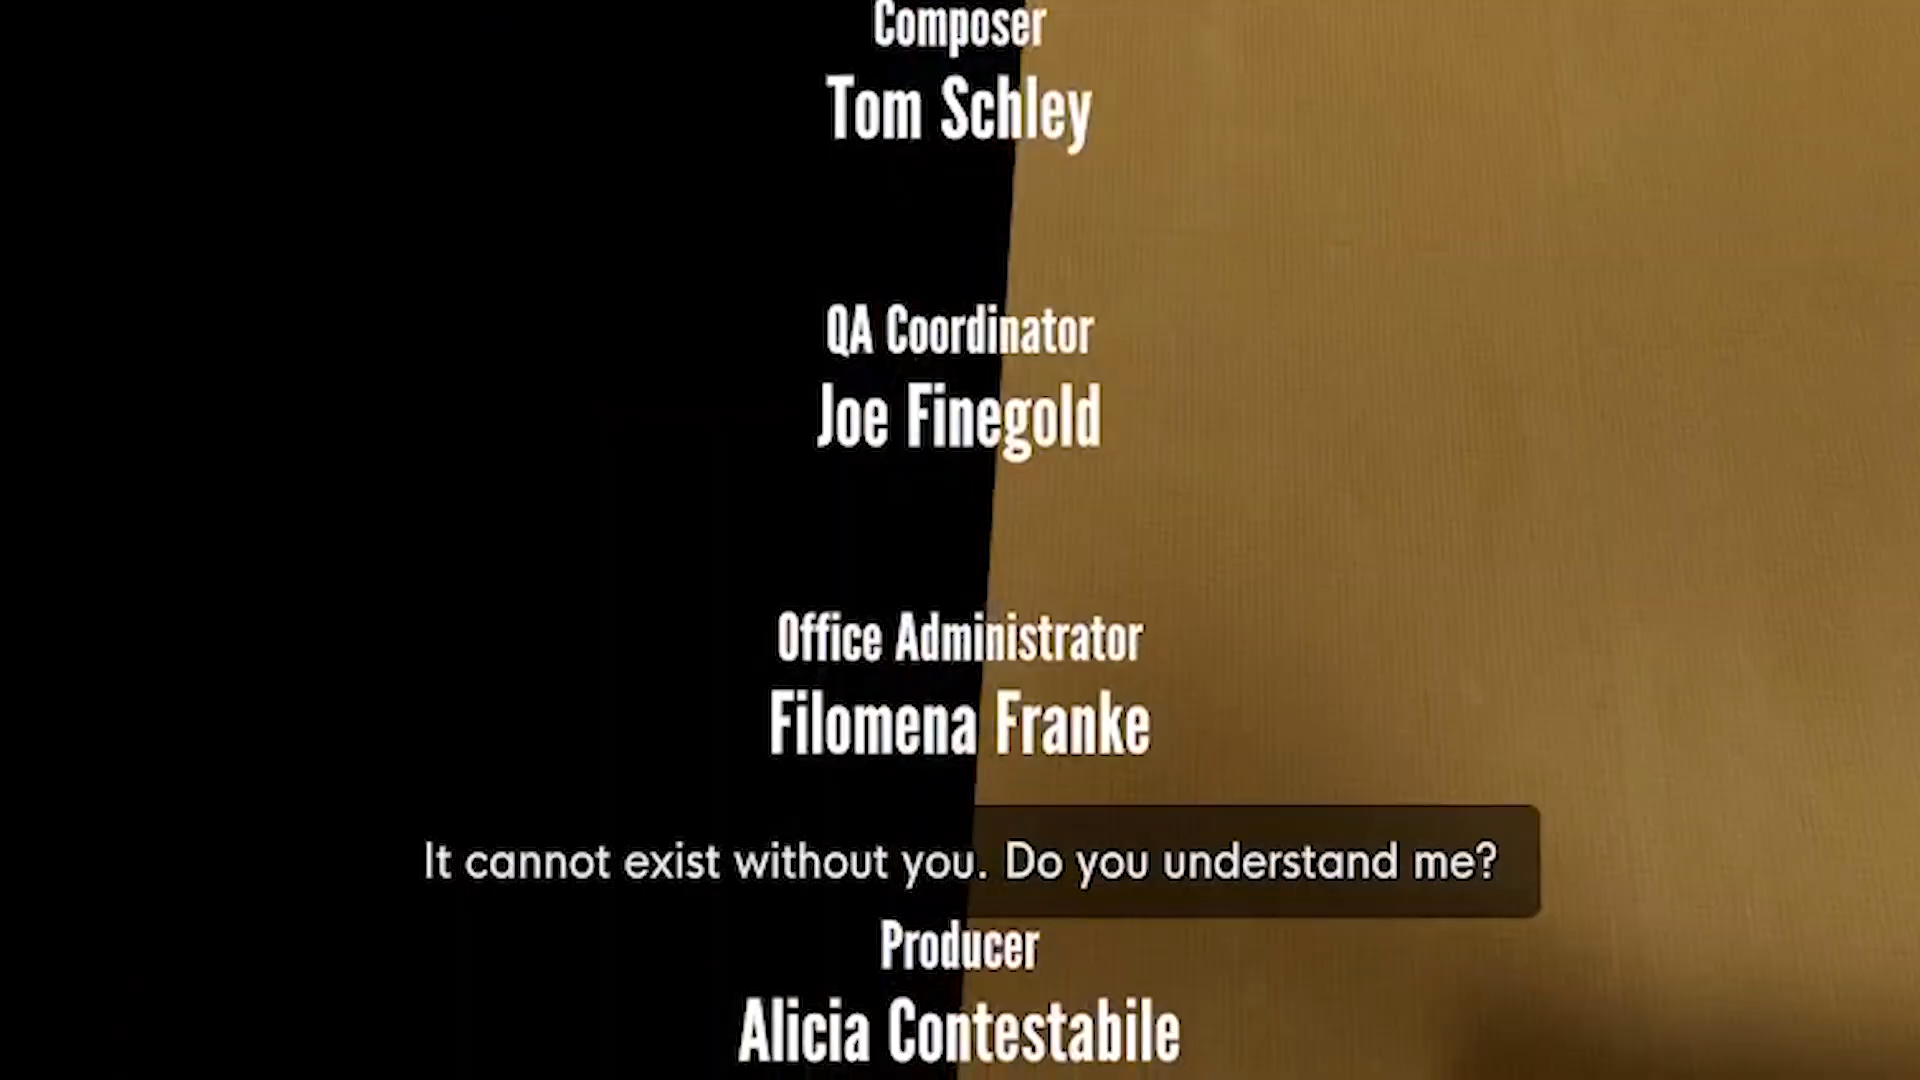 Composer
Tom Schley
QA Coordinator
Joe Finegold
Office Administrator
Filomena Franke
It cannot exist without you. Do you understand me?
Producer
Alicia Contestabile